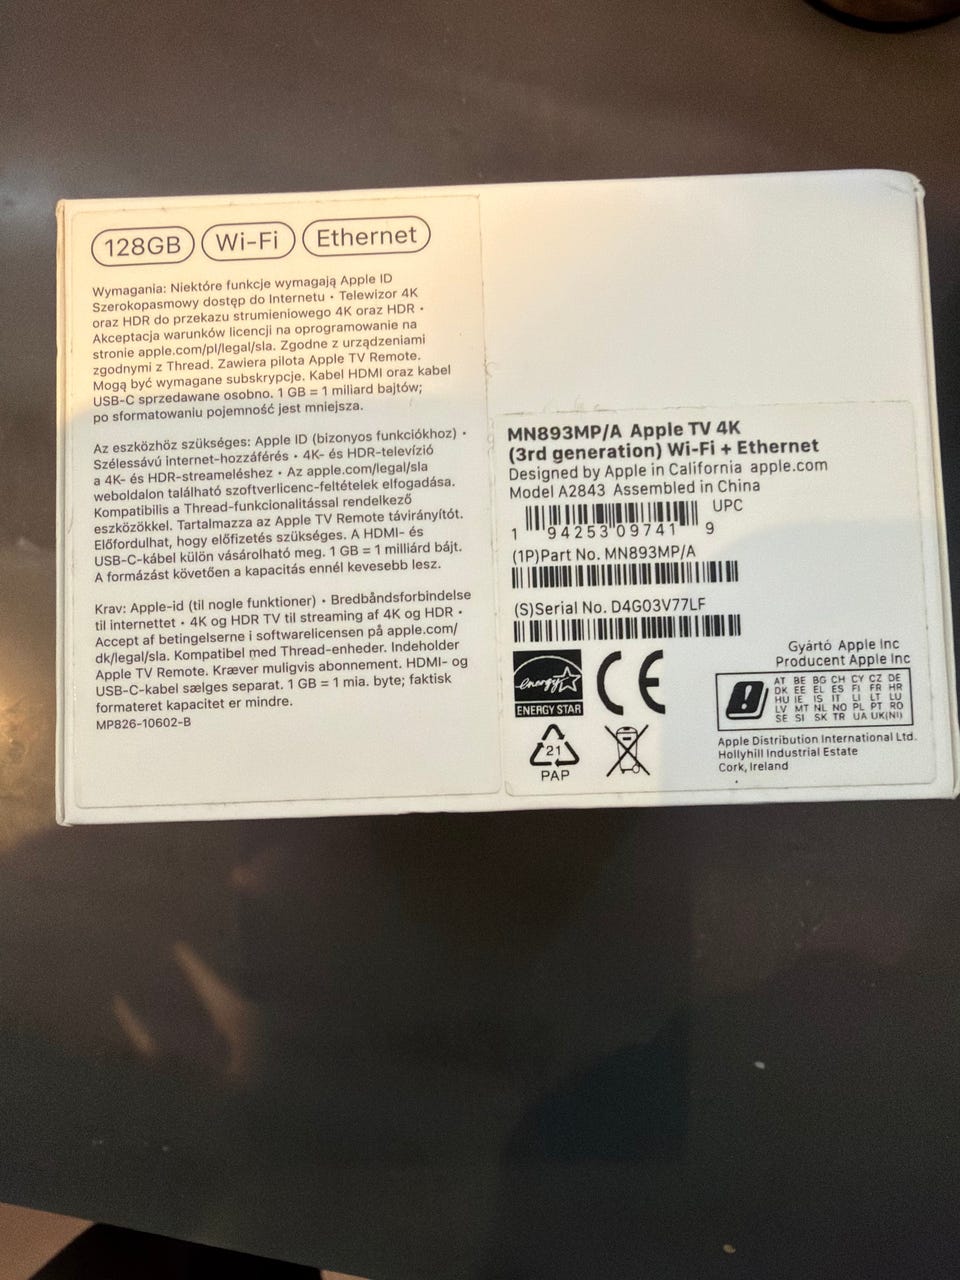 128GB Wi-Fi Ethernet
Wymagania: Niektóre funkcje wymagają Apple ID
Szerokopasmowy dostęp do Internetu • Telewizor 4K
oraz HDR do przekazu strumieniowego 4K oraz HDR •
Akceptacja warunków licencji na oprogramowanie na
stronie apple.com/pl/legal/sla. Zgodne z urządzeniami
zgodnymi z Thread. Zawiera pilota Apple TV Remote.
Mogą być wymagane subskrypcje. Kabel HDMI oraz kabel
USB-C sprzedawane osobno. 1 GB = 1 miliard bajtów;
po sformatowaniu pojemność jest mniejsza.
Az eszközhöz szükséges: Apple ID (bizonyos funkciókhoz) •
Szélessávú internet-hozzáférés • 4K- és HDR-televízió
a 4K- és HDR-streameléshez • Az apple.com/legal/sla
weboldalon található szoftverlicenc-feltételek elfogadása.
Kompatibilis a Thread-funkcionalitással rendelkező
eszközökkel. Tartalmazza az Apple TV Remote távirányítót.
Előfordulhat, hogy előfizetés szükséges. A HDMI- és
USB-C-kábel külön vásárolható meg. 1 GB = 1 milliárd bájt.
A formázást követően a kapacitás ennél kevesebb lesz.
Krav: Apple-id (til nogle funktioner) • Bredbåndsforbindelse
til internettet • 4K og HDR TV til streaming af 4K og HDR •
Accept af betingelserne i softwarelicensen på apple.com/
dk/legal/sla. Kompatibel med Thread-enheder. Indeholder
Apple TV Remote. Kræver muligvis abonnement. HDMI- og
USB-C-kabel sælges separat. 1 GB = 1 mia. byte; faktisk
formateret kapacitet er mindre.
MP826-10602-B
MN893MP/A Apple TV 4K
(3rd generation) Wi-Fi + Ethernet
Designed by Apple in California apple.com
Model A2843 Assembled in China
UPC
1 94253 09741 9
(1P)Part No. MN893MP/A
(S)Serial No. D4G03V77LF
energy
ENERGY STAR
CE
21
PAP
Gyártó Apple Inc
Producent Apple Inc
AT BE BG CH CY CZ DE
DK EE EL ES FI FR HR
HU IE IS IT LI LT LU
LV MT NL NO PL PT RO
SE SI SK TR UA UK(NI)
Apple Distribution International Ltd.
Hollyhill Industrial Estate
Cork, Ireland